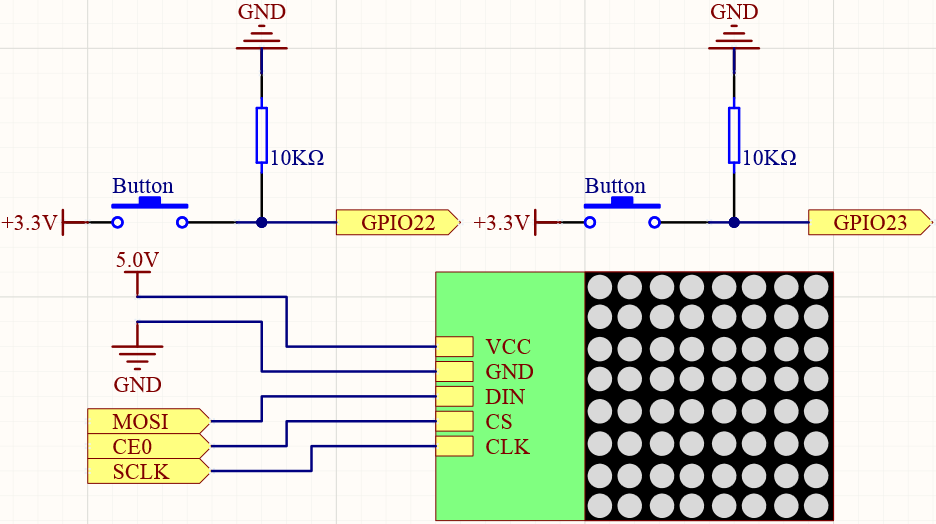 GND
GND
10KΩ
10KΩ
Button
Button
+3.3V
GPIO22
+3.3V
GPIO23
5.0V
GND
VCC
GND
DIN
CS
CLK
MOSI
CE0
SCLK